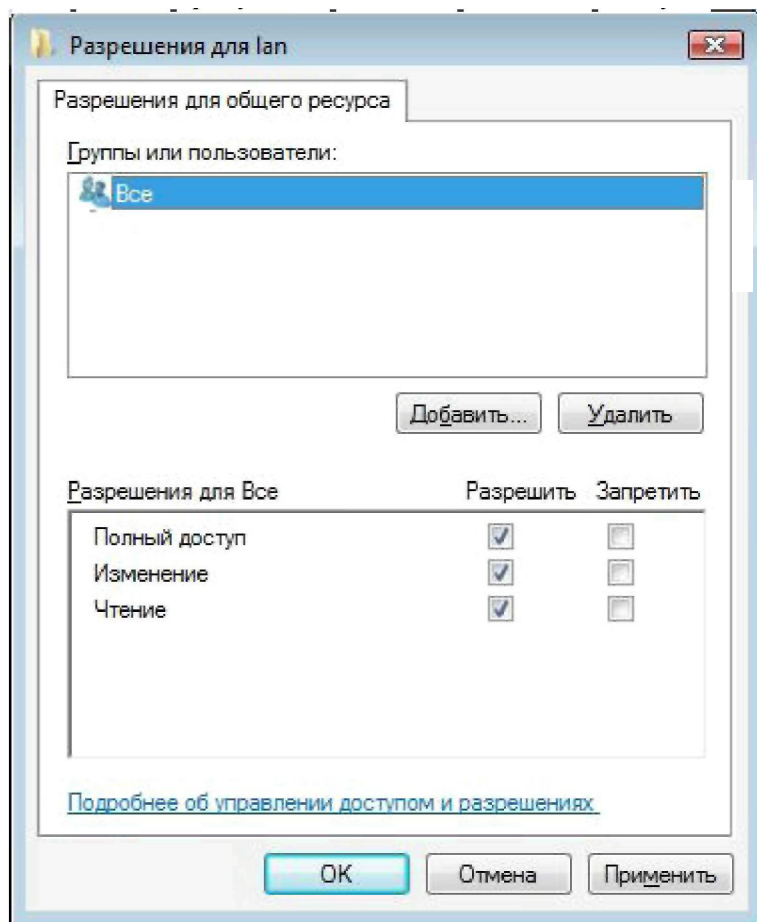 Разрешения для lan
Разрешения для общего ресурса
Группы или пользователи:
Все
Добавить...
Удалить
Разрешения для Все Разрешить Запретить
Полный доступ
Изменение
Чтение
Подробнее об управлении доступом и разрешениях
ОК
Отмена
Применить